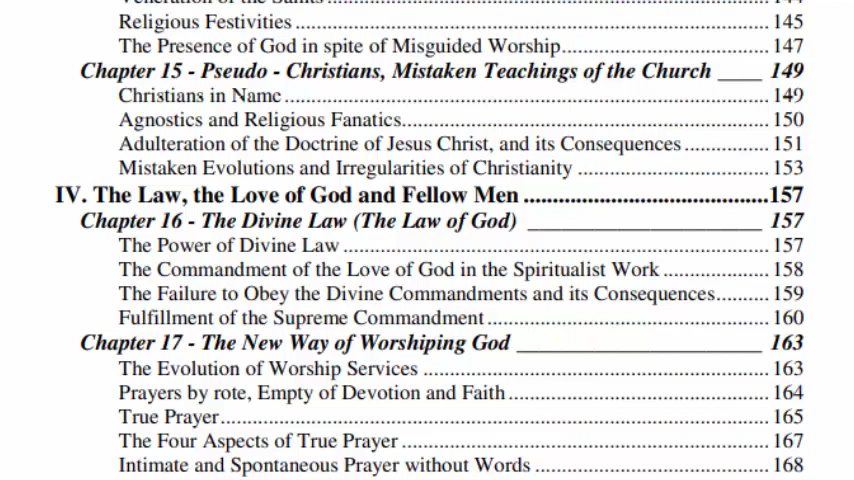 Veneration of the Saints ........................ 144
Religious Festivities ........................ 145
The Presence of God in spite of Misguided Worship........................ 147
Chapter 15 - Pseudo - Christians, Mistaken Teachings of the Church ____ 149
Christians in Name ........................ 149
Agnostics and Religious Fanatics........................ 150
Adulteration of the Doctrine of Jesus Christ, and its Consequences ................ 151
Mistaken Evolutions and Irregularities of Christianity ........................ 153
IV. The Law, the Love of God and Fellow Men ........................157
Chapter 16 - The Divine Law (The Law of God) ______________________ 157
The Power of Divine Law ........................ 157
The Commandment of the Love of God in the Spiritualist Work .................... 158
The Failure to Obey the Divine Commandments and its Consequences.......... 159
Fulfillment of the Supreme Commandment ........................ 160
Chapter 17 - The New Way of Worshiping God _______________________ 163
The Evolution of Worship Services ........................ 163
Prayers by rote, Empty of Devotion and Faith ........................ 164
True Prayer........................ 165
The Four Aspects of True Prayer ........................ 167
Intimate and Spontaneous Prayer without Words ........................ 168